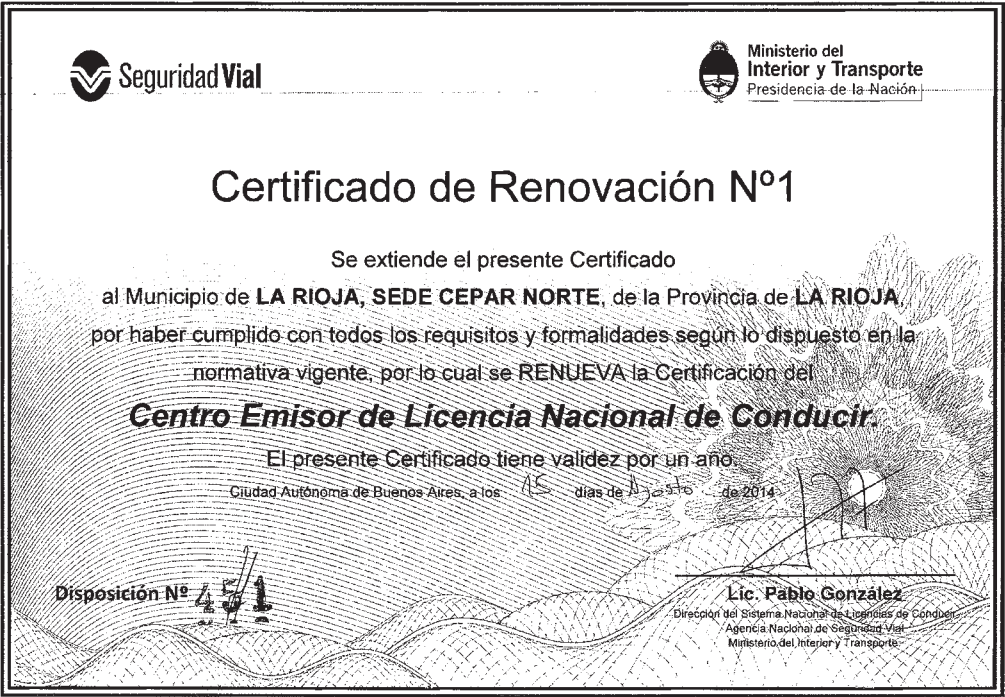 Seguridad Vial
Ministerio del
Interior y Transporte
Presidencia de la Nación
Certificado de Renovación Nº1
Se extiende el presente Certificado
al Municipio de LA RIOJA, SEDE CEPAR NORTE, de la Provincia de LA RIOJA,
por haber cumplido con todos los requisitos y formalidades según lo dispuesto en la
normativa vigente, por lo cual se RENUEVA la Certificación del
Centro Emisor de Licencia Nacional de Conducir.
El presente Certificado tiene validez por un año.
Ciudad Autónoma de Buenos Aires, a los 15 días de Agosto de 2014
Disposición Nº
Lic. Pablo González
Dirección del Sistema Nacional de Licencias de Conducir
Agencia Nacional de Seguridad Vial
Ministerio del Interior y Transporte